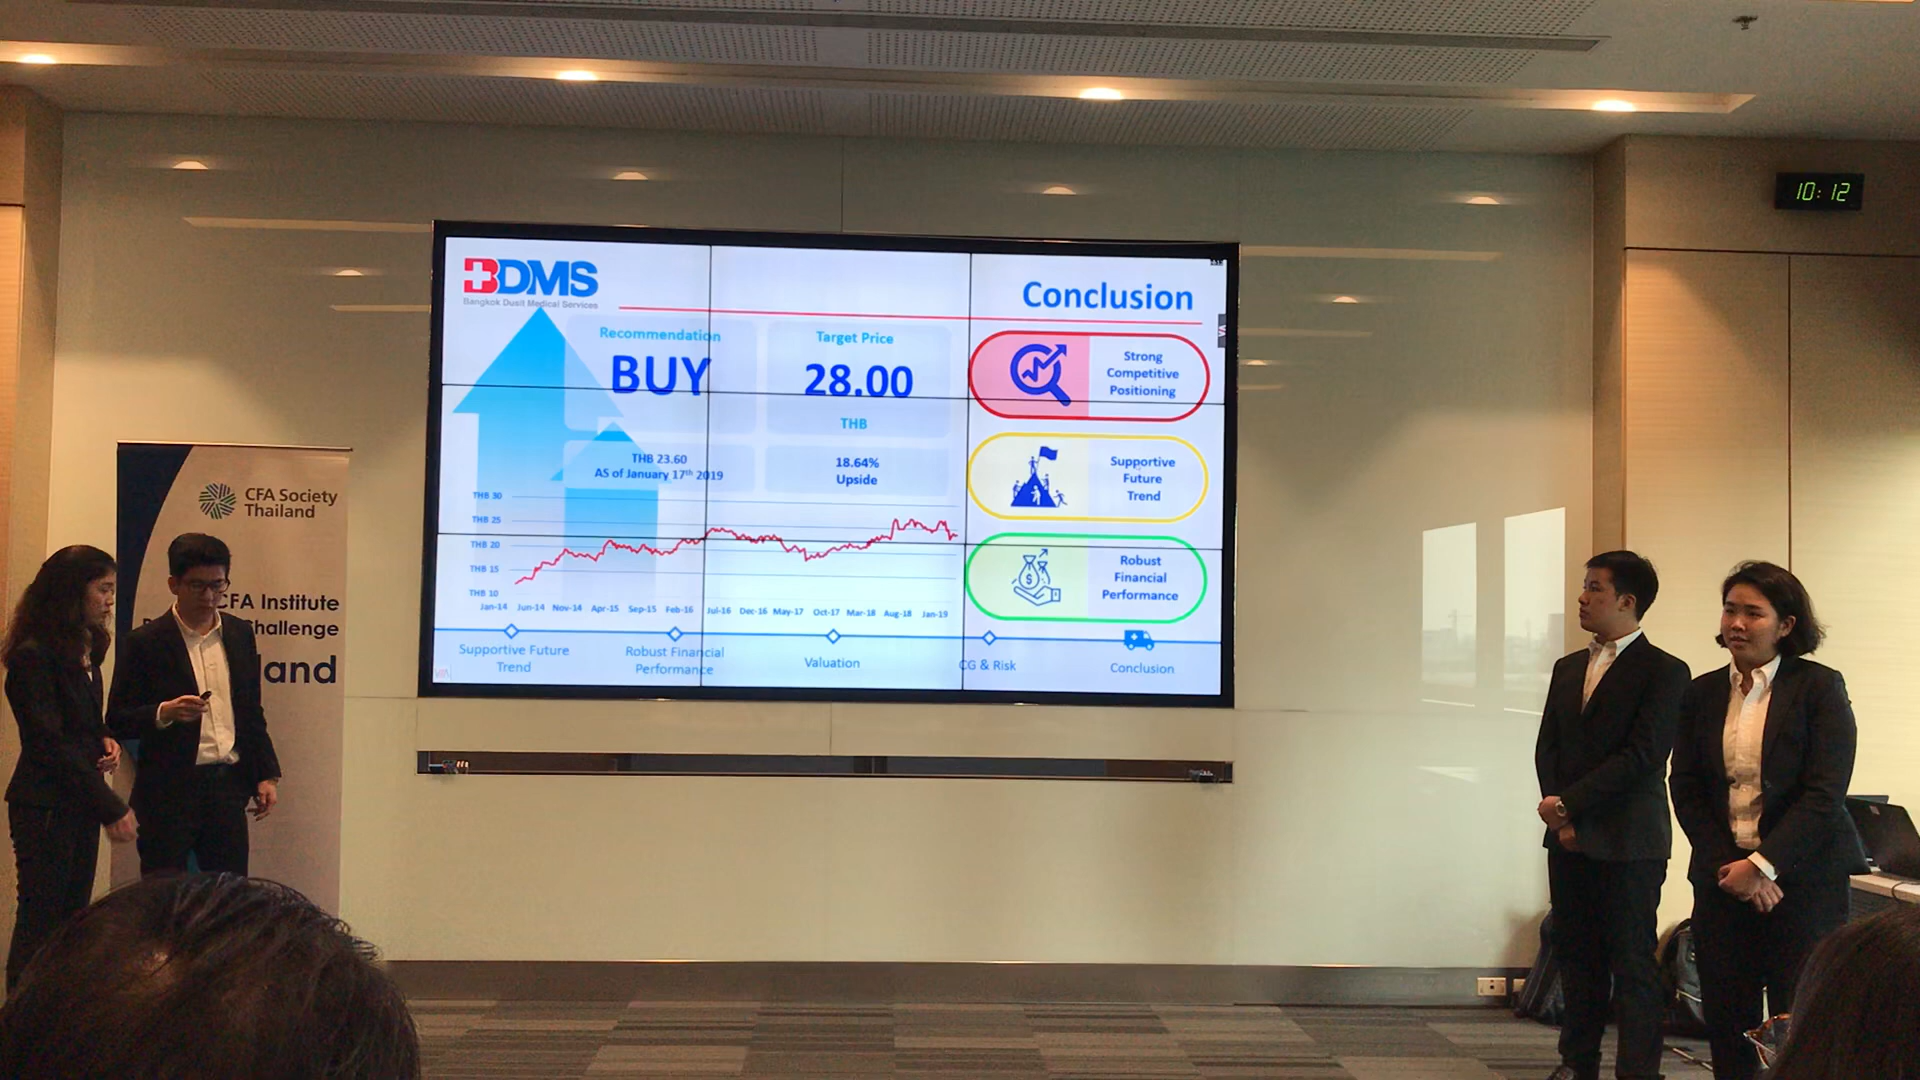 10:12
BDMS
Bangkok Dusit Medical Services
Conclusion
Recommendation
BUY
Target Price
28.00
THB
THB 23.60
AS of January 17th 2019
18.64%
Upside
Strong
Competitive
Positioning
Supportive
Future
Trend
Robust
Financial
Performance
THB 30
THB 25
THB 20
THB 15
THB 10
Jan-14 Jun-14 Nov-14 Apr-15 Sep-15 Feb-16 Jul-16 Dec-16 May-17 Oct-17 Mar-18 Aug-18 Jan-19
Supportive Future
Trend
Robust Financial
Performance
Valuation
CG & Risk
Conclusion
CFA Society
Thailand
CFA Institute
Challenge
land